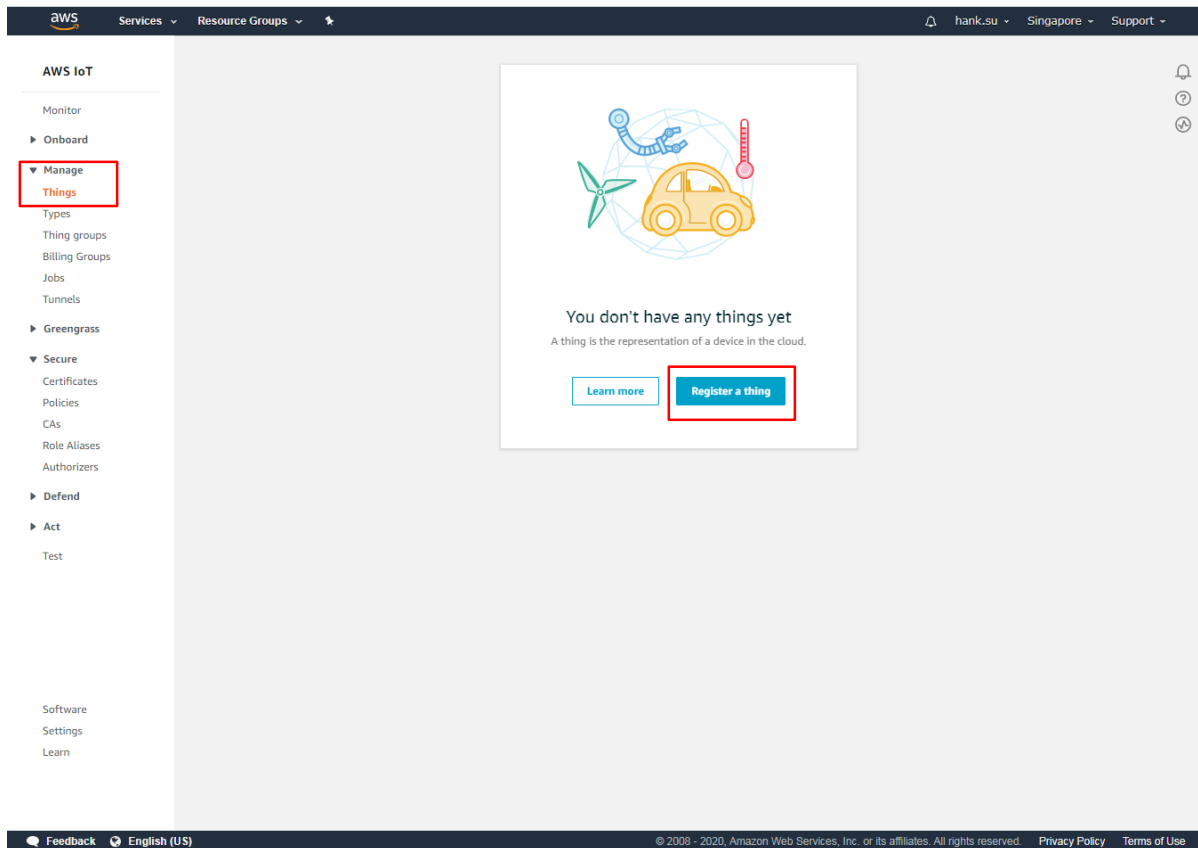 aws Services Resource Groups hank.su Singapore Support
AWS IoT
Monitor
Onboard
Manage
Things
Types
Thing groups
Billing Groups
Jobs
Tunnels
Greengrass
Secure
Certificates
Policies
CAs
Role Aliases
Authorizers
Defend
Act
Test
Software
Settings
Learn
You don't have any things yet
A thing is the representation of a device in the cloud.
Learn more Register a thing
Feedback English (US) © 2008 - 2020, Amazon Web Services, Inc. or its affiliates. All rights reserved. Privacy Policy Terms of Use